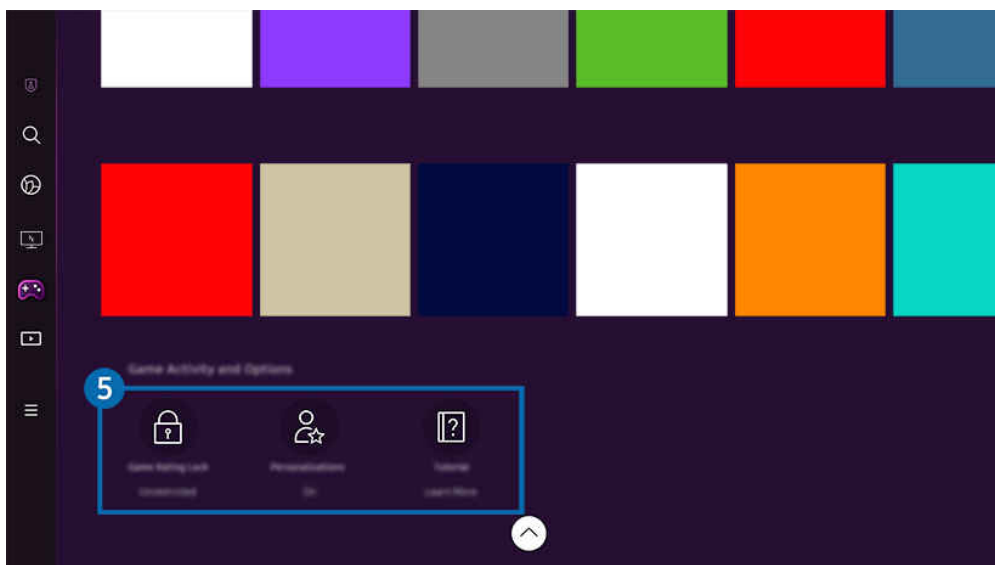 Game Activity and Options
5
Game Rating Lock
Personalizations
Tutorial
Unrestricted
On
Learn More